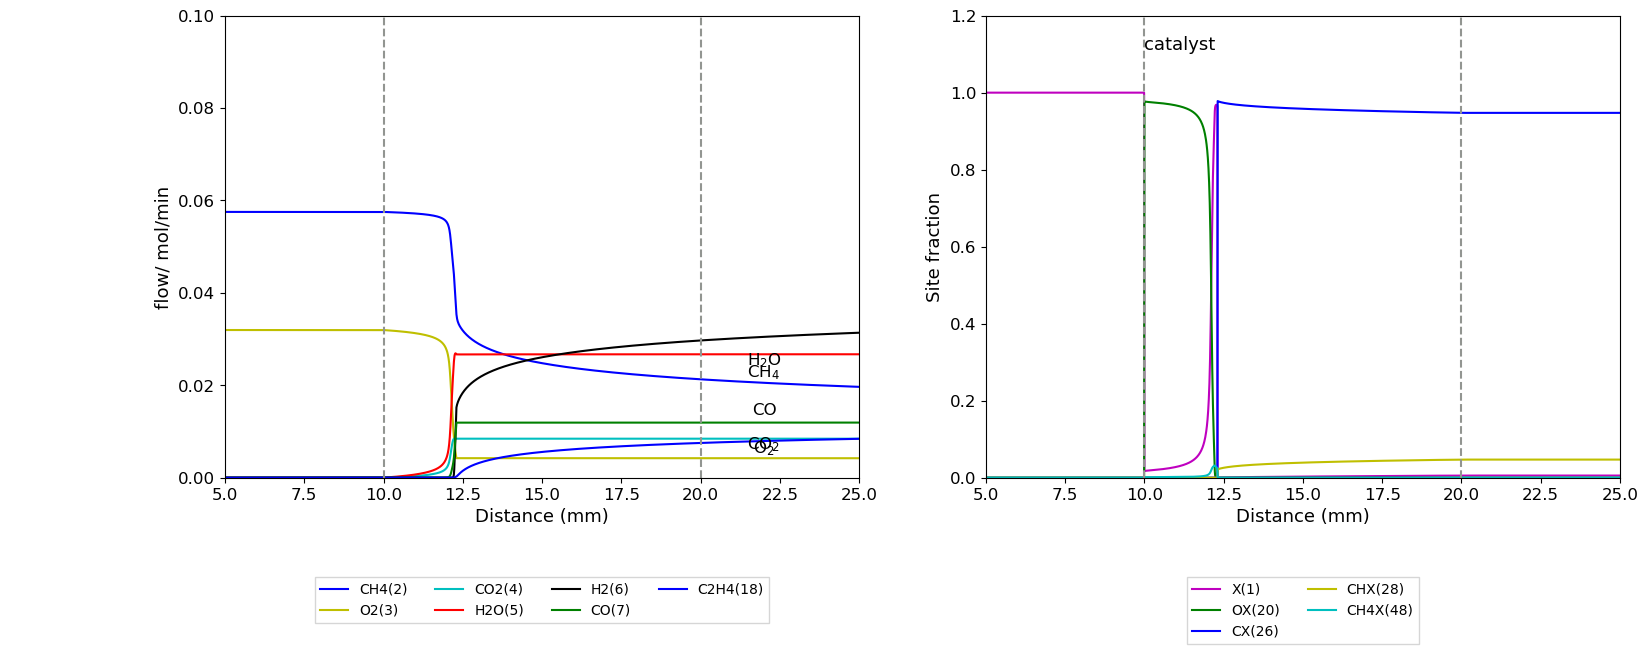 0.10
0.08
0.06
0.04
0.02
0.00
flow/ mol/min
H₂O
CH₄
CO
CO₂
O₂
5.0 7.5 10.0 12.5 15.0 17.5 20.0 22.5 25.0
Distance (mm)
CH4(2) CO2(4) H2(6) C2H4(18)
O2(3) H2O(5) CO(7)
1.2
1.0
0.8
0.6
0.4
0.2
0.0
Site fraction
catalyst
5.0 7.5 10.0 12.5 15.0 17.5 20.0 22.5 25.0
Distance (mm)
X(1) CHX(28)
OX(20) CH4X(48)
CX(26)